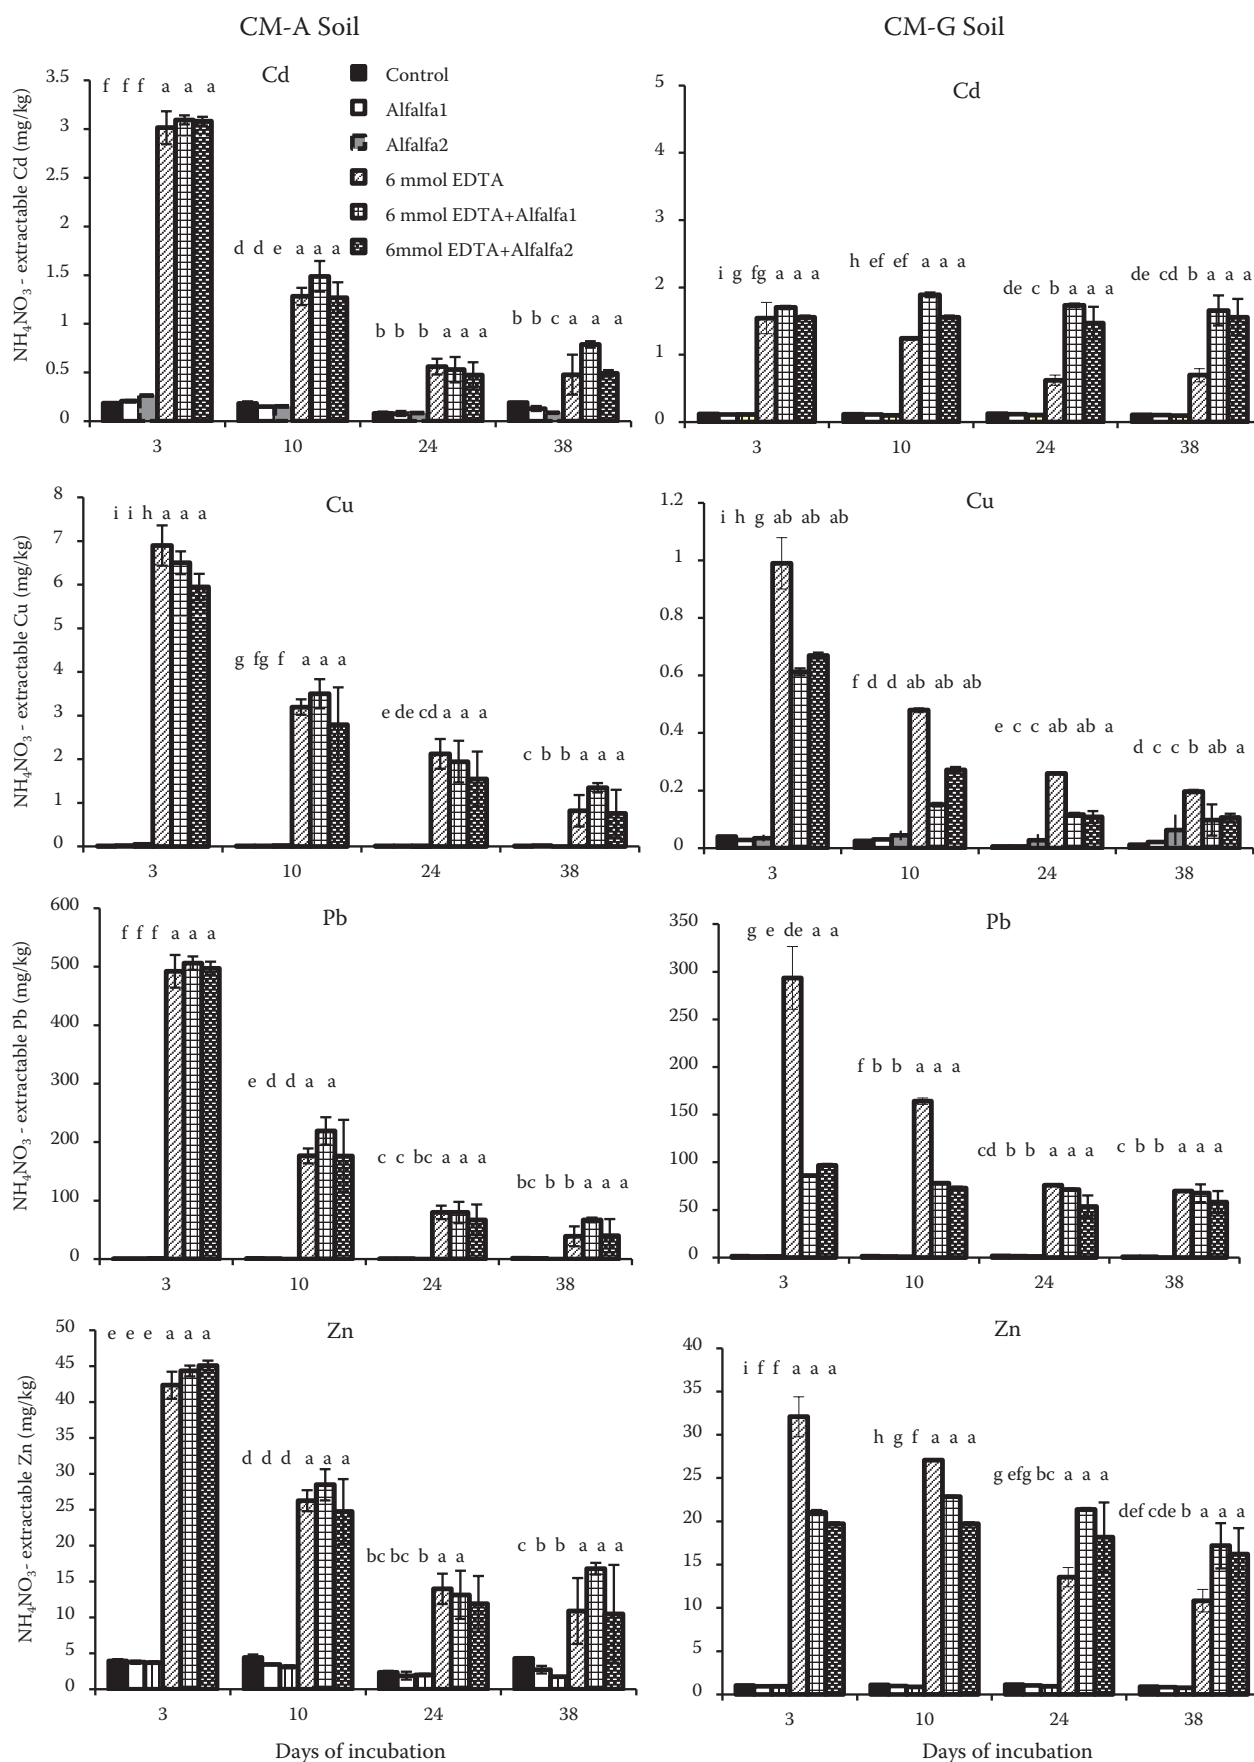 CM-A Soil
CM-G Soil
Cd
Control
Alfalfa1
Alfalfa2
6 mmol EDTA
6 mmol EDTA+Alfalfa1
6mmol EDTA+Alfalfa2
NH₄NO₃ - extractable Cd (mg/kg)
3.5
3
2.5
2
1.5
1
0.5
0
f f f a a a
d d e a a a
b b b a a a
b b c a a a
3 10 24 38
Cd
5
4
3
2
1
0
i g fg a a a
h ef ef a a a
de c b a a a
de cd b a a a
3 10 24 38
Cu
NH₄NO₃ - extractable Cu (mg/kg)
8
7
6
5
4
3
2
1
0
i i h a a a
g fg f a a a
e de cd a a a
c b b a a a
3 10 24 38
Cu
1.2
1
0.8
0.6
0.4
0.2
0
i h g ab ab ab
f d d ab ab ab
e c c ab ab a
d c c b ab a
3 10 24 38
Pb
NH₄NO₃ - extractable Pb (mg/kg)
600
500
400
300
200
100
0
f f f a a a
e d d a a
c c bc a a a
bc b b a a a
3 10 24 38
Pb
350
300
250
200
150
100
50
0
g e de a a
f b b a a a
cd b b a a a
c b b a a a
3 10 24 38
Zn
NH₄NO₃- extractable Zn (mg/kg)
50
45
40
35
30
25
20
15
10
5
0
e e e a a a
d d d a a a
bc bc b a a
c b b a a a
3 10 24 38
Days of incubation
Zn
40
35
30
25
20
15
10
5
0
i f f a a a
h g f a a a
g efg bc a a a
def cde b a a a
3 10 24 38
Days of incubation